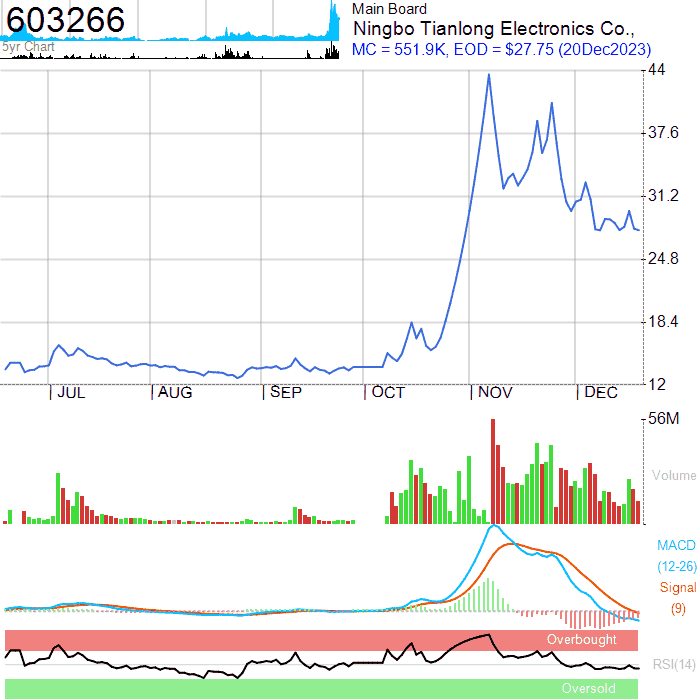 603266
5yr Chart
Main Board
Ningbo Tianlong Electronics Co.,
MC = 551.9K, EOD = $27.75 (20Dec2023)
44
37.6
31.2
24.8
18.4
12
JUL AUG SEP OCT NOV DEC
56M
Volume
MACD
(12-26)
Signal
(9)
Overbought
RSI(14)
Oversold